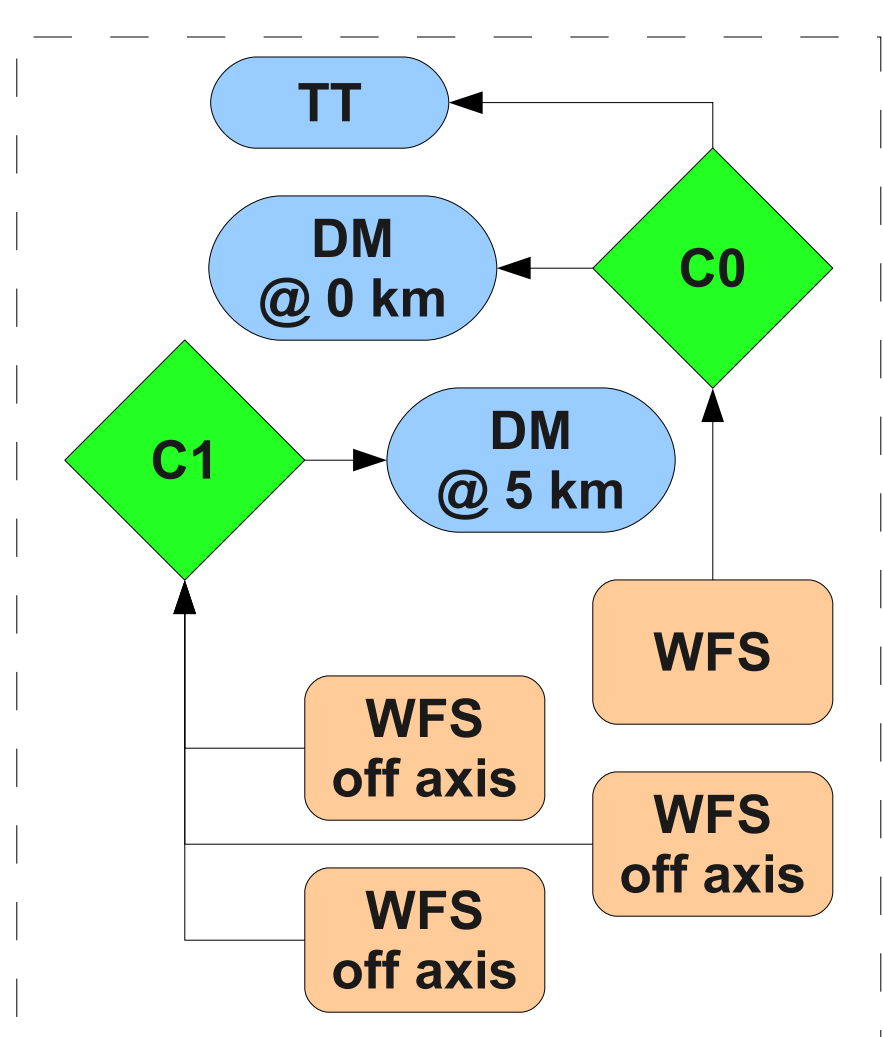 TT
DM
@ 0 km
C0
C1
DM
@ 5 km
WFS
WFS
off axis
WFS
off axis
WFS
off axis